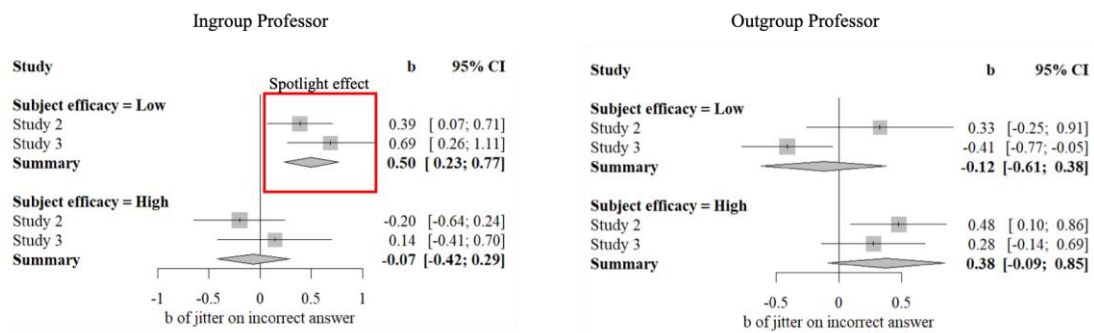 Ingroup Professor
Study b 95% CI
Spotlight effect
Subject efficacy = Low
Study 2 0.39 [ 0.07; 0.71]
Study 3 0.69 [ 0.26; 1.11]
Summary 0.50 [ 0.23; 0.77]
Subject efficacy = High
Study 2 -0.20 [-0.64; 0.24]
Study 3 0.14 [-0.41; 0.70]
Summary -0.07 [-0.42; 0.29]
-1 -0.5 0 0.5 1
b of jitter on incorrect answer
Outgroup Professor
Study b 95% CI
Subject efficacy = Low
Study 2 0.33 [-0.25; 0.91]
Study 3 -0.41 [-0.77; -0.05]
Summary -0.12 [-0.61; 0.38]
Subject efficacy = High
Study 2 0.48 [ 0.10; 0.86]
Study 3 0.28 [-0.14; 0.69]
Summary 0.38 [-0.09; 0.85]
-0.5 0 0.5
b of jitter on incorrect answer